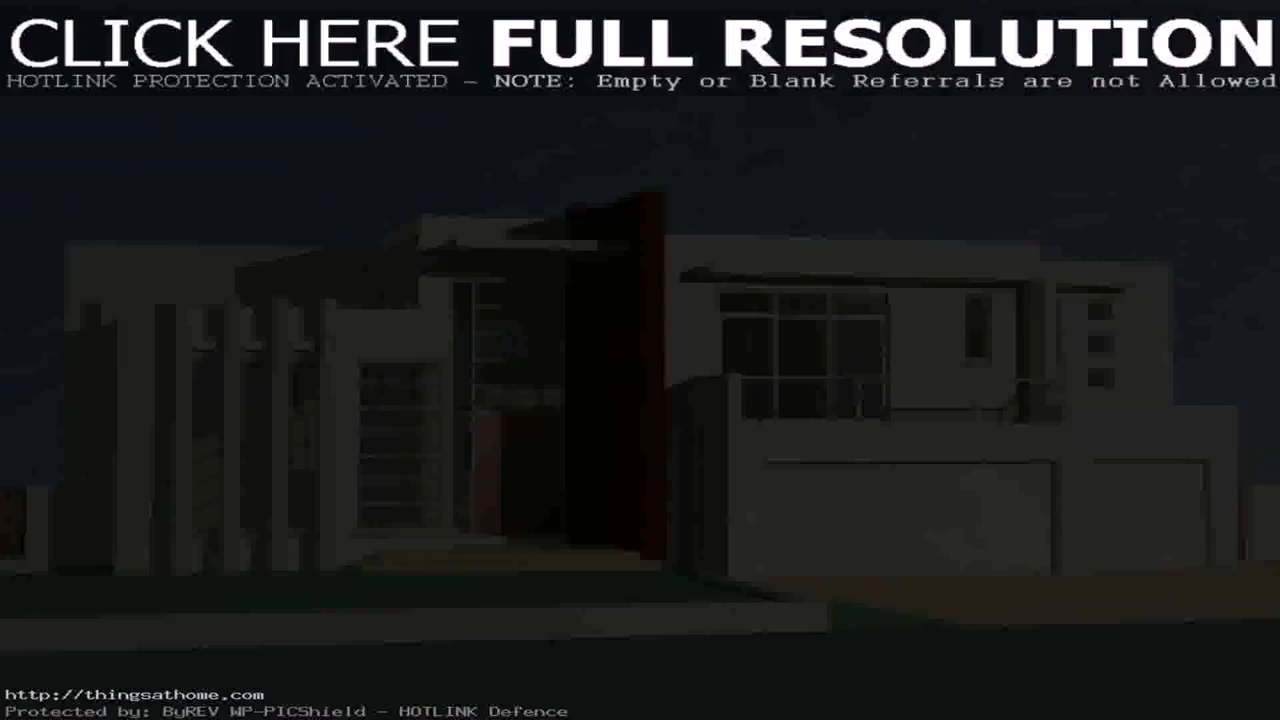 CLICK HERE FULL RESOLUTION
HOTLINK PROTECTION ACTIVATED – NOTE: Empty or Blank Referrals are not Allowed
http://thingsathome.com
Protected by: ByREV WP-PICShield – HOTLINK Defence